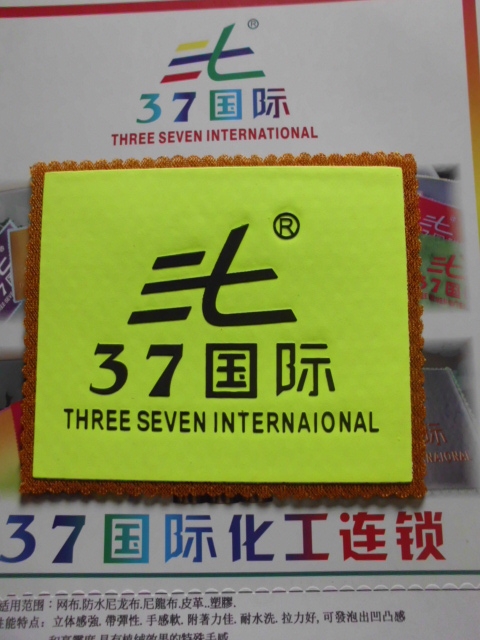 ®
37国际
THREE SEVEN INTERNATIONAL
®
37国际
THREE SEVEN INTERNAIONAL
37国际化工连锁
适用范围：网布.防水尼龙布.尼龍布.皮革..塑膠.
性能特点：立体感強, 帶彈性, 手感軟, 附著力佳, 耐水洗. 拉力好, 可發泡出凹凸感